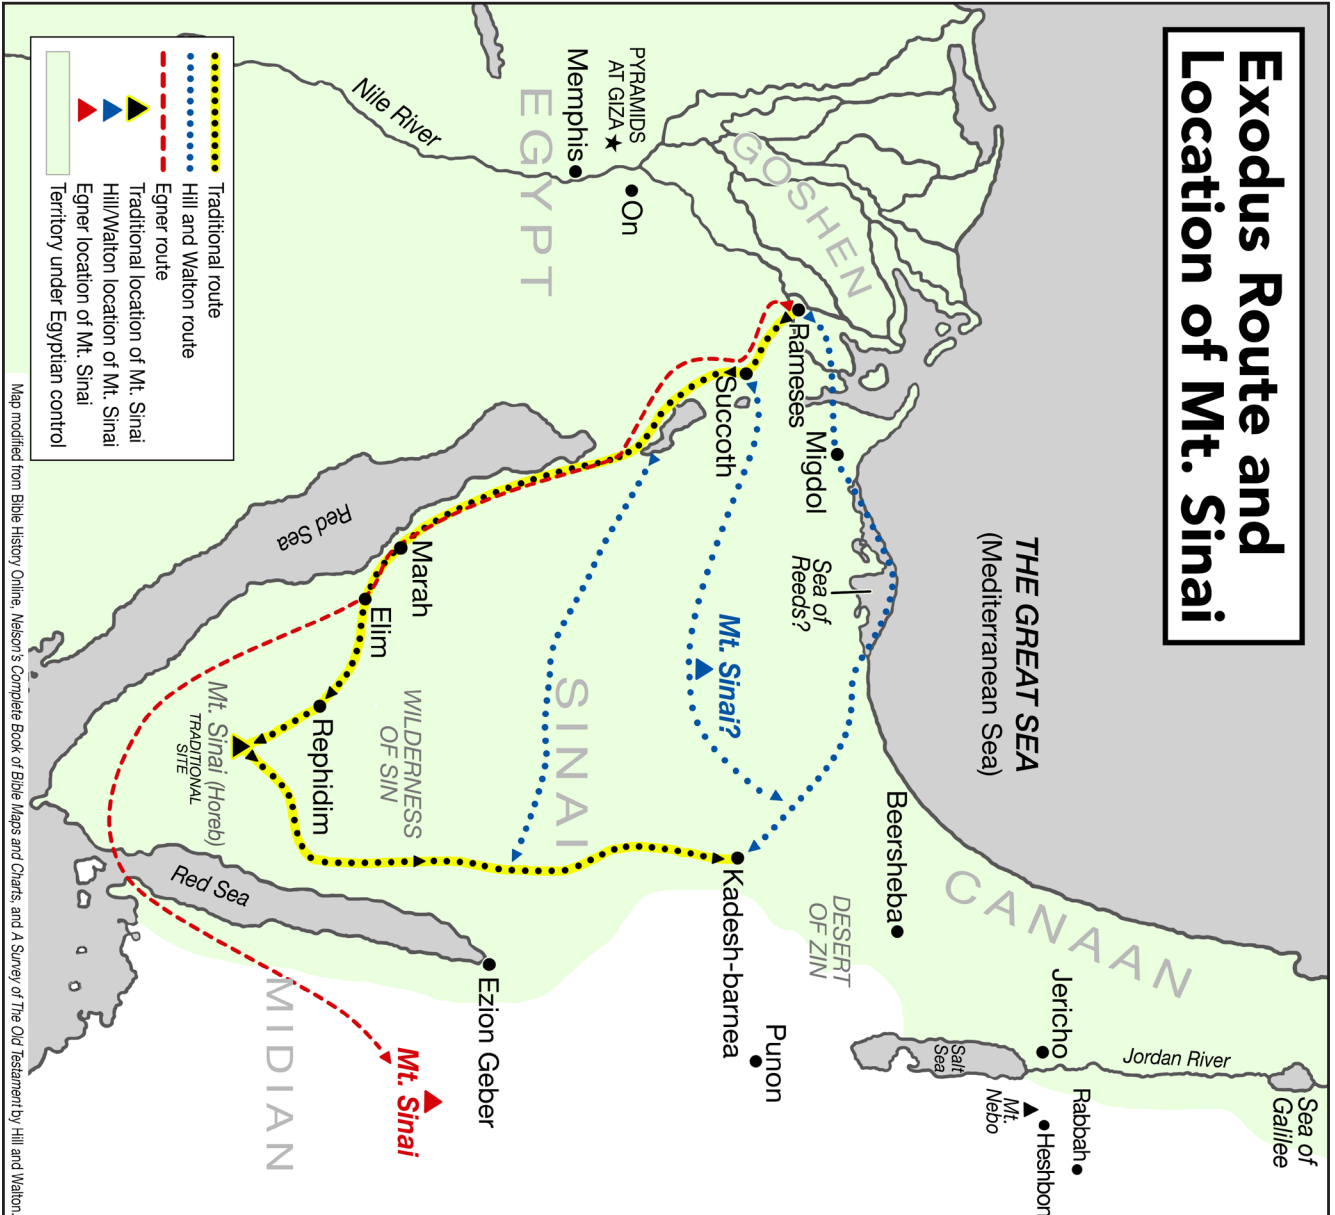 Exodus Route and
Location of Mt. Sinai
THE GREAT SEA
(Mediterranean Sea)
PYRAMIDS
AT GIZA
Memphis
On
Nile River
EGYPT
GOSHEN
Rameses
Succoth
Migdol
Sea of
Reeds?
Mt. Sinai?
SINAI
Red Sea
Marah
Elim
WILDERNESS
OF SIN
Rephidim
Mt. Sinai (Horeb)
TRADITIONAL
SITE
Red Sea
Kadesh-barnea
Beersheba
DESERT
OF ZIN
CANAAN
Jericho
Jordan River
Salt
Sea
Mt.
Nebo
Rabbah
Heshbon
Sea of
Galilee
Punon
Ezion Geber
Mt. Sinai
MIDIAN
Traditional route
Hill and Walton route
Egner route
Traditional location of Mt. Sinai
Hill/Walton location of Mt. Sinai
Egner location of Mt. Sinai
Territory under Egyptian control
Map modified from Bible History Online, Nelson's Complete Book of Bible Maps and Charts, and A Survey of The Old Testament by Hill and Walton.